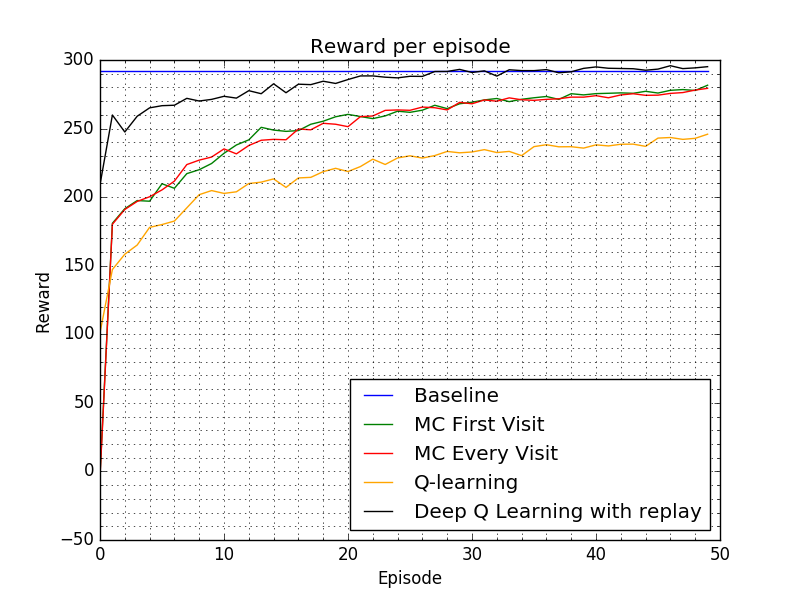 Reward per episode
300
250
200
150
100
50
0
−50
Reward
0 10 20 30 40 50
Episode
Baseline
MC First Visit
MC Every Visit
Q-learning
Deep Q Learning with replay